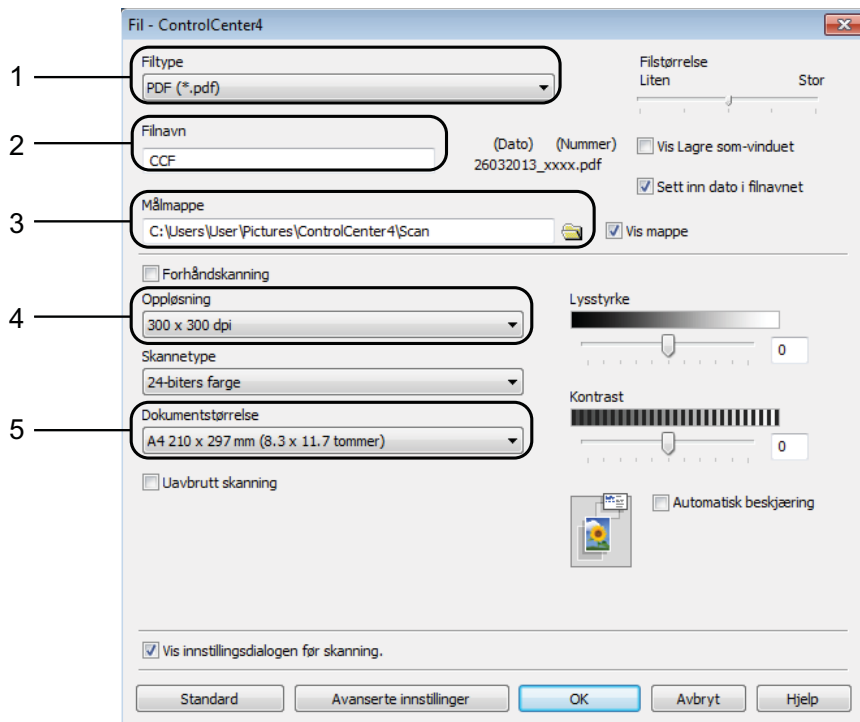 Fil - ControlCenter4
1
Filtype
PDF (*.pdf)
Filstørrelse
Liten Stor
2
Filnavn
CCF
(Dato) (Nummer)
26032013_xxxx.pdf
Vis Lagre som-vinduet
Sett inn dato i filnavnet
3
Målmappe
C:\Users\User\Pictures\ControlCenter4\Scan
Vis mappe
Forhåndskanning
4
Oppløsning
300 x 300 dpi
Lysstyrke
0
Skannetype
24-biters farge
Kontrast
0
5
Dokumentstørrelse
A4 210 x 297 mm (8.3 x 11.7 tommer)
Uavbrutt skanning
Automatisk beskjæring
Vis innstillingsdialogen før skanning.
Standard Avanserte innstillinger OK Avbryt Hjelp